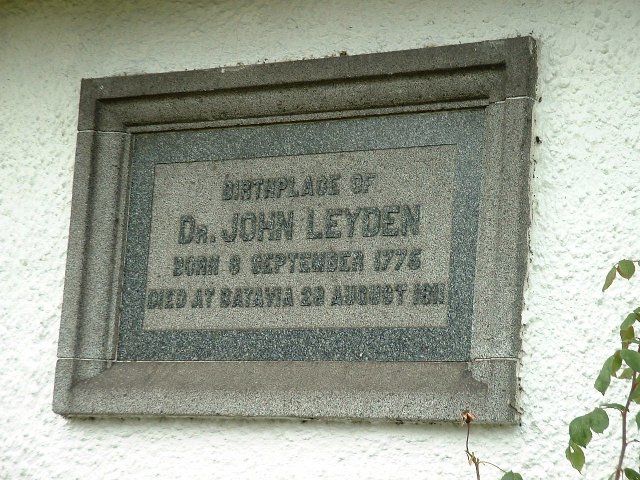 BIRTHPLACE OF
DR. JOHN LEYDEN
BORN 8 SEPTEMBER 1775
DIED AT BATAVIA 28 AUGUST 1811